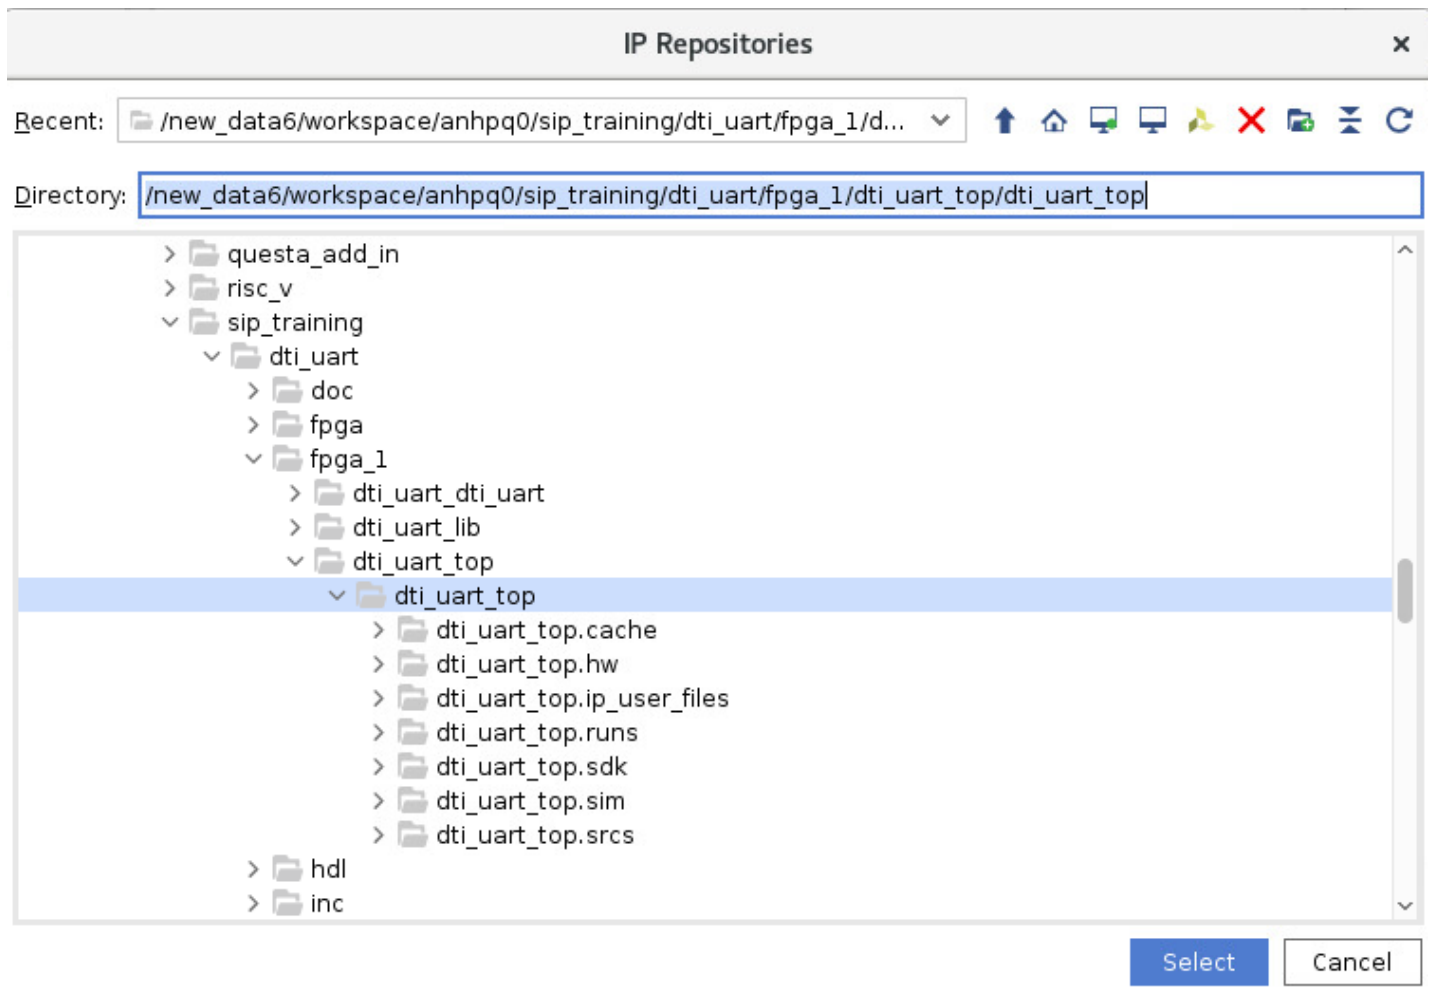 IP Repositories
Recent: /new_data6/workspace/anhpq0/sip_training/dti_uart/fpga_1/d...
Directory: /new_data6/workspace/anhpq0/sip_training/dti_uart/fpga_1/dti_uart_top/dti_uart_top
questa_add_in
risc_v
sip_training
dti_uart
doc
fpga
fpga_1
dti_uart_dti_uart
dti_uart_lib
dti_uart_top
dti_uart_top
dti_uart_top.cache
dti_uart_top.hw
dti_uart_top.ip_user_files
dti_uart_top.runs
dti_uart_top.sdk
dti_uart_top.sim
dti_uart_top.srcs
hdl
inc
Select Cancel